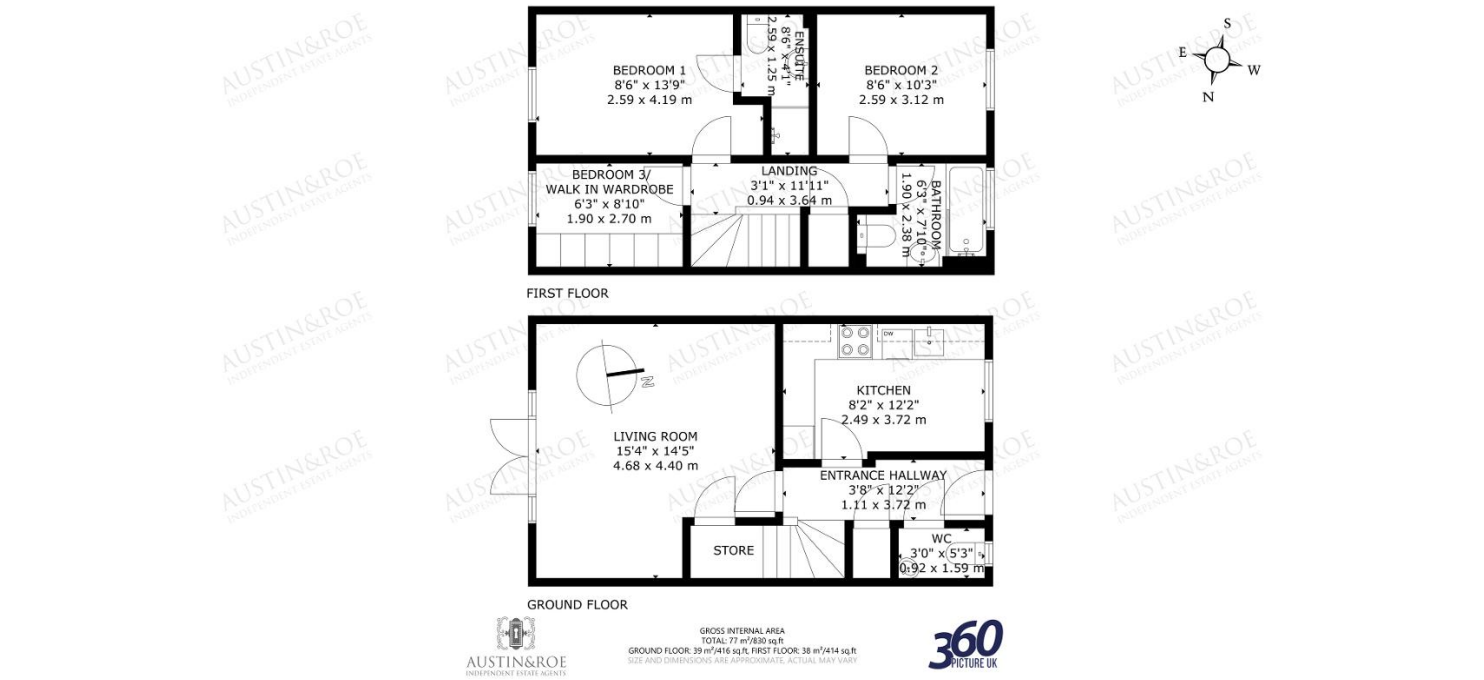 BEDROOM 1
8'6" x 13'9"
2.59 x 4.19 m
ENSUITE
8'6" x 4'1"
2.59 x 1.25 m
BEDROOM 2
8'6" x 10'3"
2.59 x 3.12 m
S
E
W
N
BEDROOM 3/
WALK IN WARDROBE
6'3" x 8'10"
1.90 x 2.70 m
LANDING
3'1" x 11'11"
0.94 x 3.64 m
BATHROOM
6'3" x 7'10"
1.90 x 2.38 m
FIRST FLOOR
N
LIVING ROOM
15'4" x 14'5"
4.68 x 4.40 m
DW
KITCHEN
8'2" x 12'2"
2.49 x 3.72 m
ENTRANCE HALLWAY
3'8" x 12'2"
1.11 x 3.72 m
STORE
WC
3'0" x 5'3"
0.92 x 1.59 m
GROUND FLOOR
AUSTIN&ROE
INDEPENDENT ESTATE AGENTS
GROSS INTERNAL AREA
TOTAL: 77 m²/830 sq.ft
GROUND FLOOR: 39 m²/416 sq.ft, FIRST FLOOR: 38 m²/414 sq.ft
SIZE AND DIMENSIONS ARE APPROXIMATE, ACTUAL MAY VARY
360
PICTURE UK